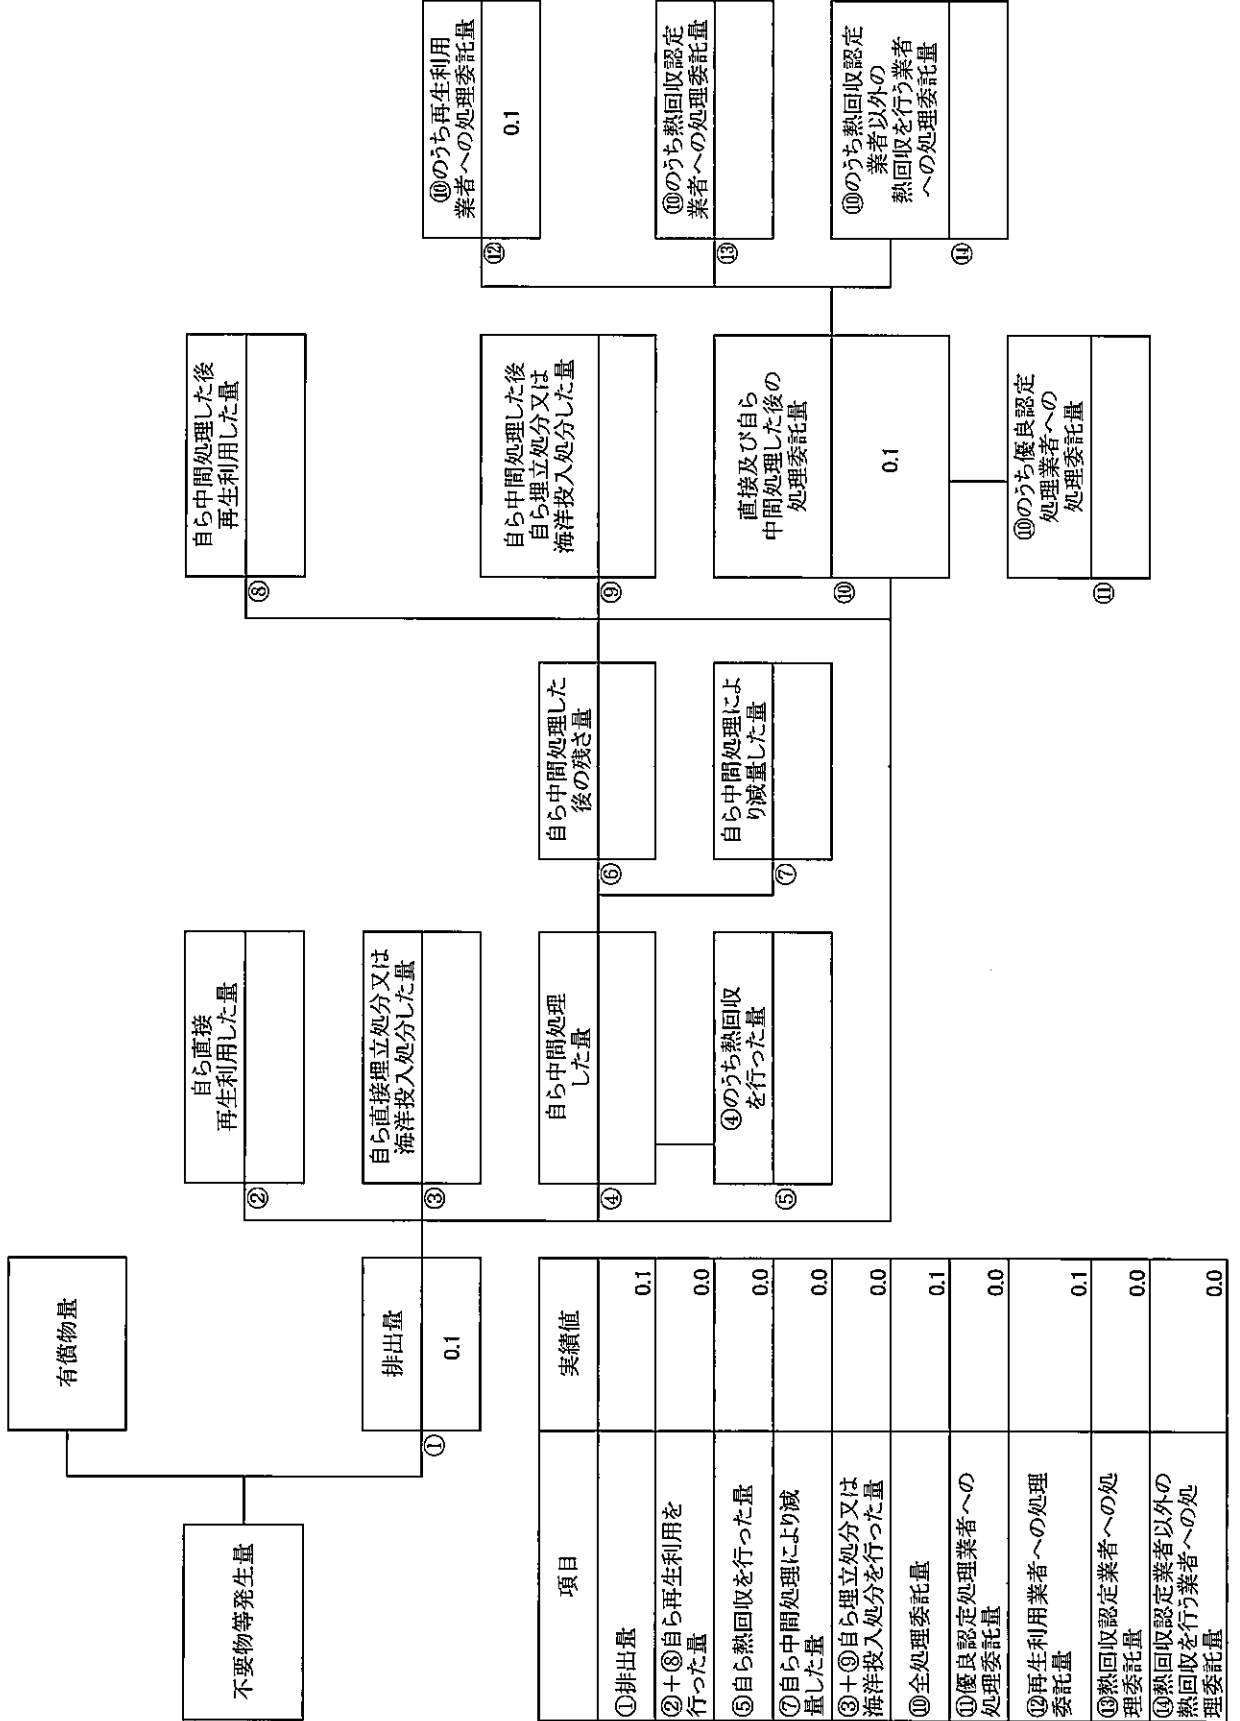 不要物等発生量
有償物量
①
排出量
0.1
②
自ら直接
再生利用した量
③
自ら直接埋立処分又は
海洋投入処分した量
④
自ら中間処理
した量
⑤
④のうち熱回収
を行った量
⑥
自ら中間処理した
後の残さ量
⑦
自ら中間処理によ
り減量した量
⑧
自ら中間処理した後
再生利用した量
⑨
自ら中間処理した後
自ら埋立処分又は
海洋投入処分した量
⑩
直接及び自ら
中間処理した後の
処理委託量
0.1
⑪
⑩のうち優良認定
処理業者への
処理委託量
⑫
⑩のうち再生利用
業者への処理委託量
0.1
⑬
⑩のうち熱回収認定
業者への処理委託量
⑭
⑩のうち熱回収認定
業者以外の
熱回収を行う業者
への処理委託量
項目
実績値
①排出量
0.1
②+⑧自ら再生利用を
行った量
0.0
⑤自ら熱回収を行った量
0.0
⑦自ら中間処理により減
量した量
0.0
③+⑨自ら埋立処分又は
海洋投入処分を行った量
0.0
⑩全処理委託量
0.1
⑪優良認定処理業者への
処理委託量
0.0
⑫再生利用業者への処理
委託量
0.1
⑬熱回収認定業者への処
理委託量
0.0
⑭熱回収認定業者以外の
熱回収を行う業者への処
理委託量
0.0